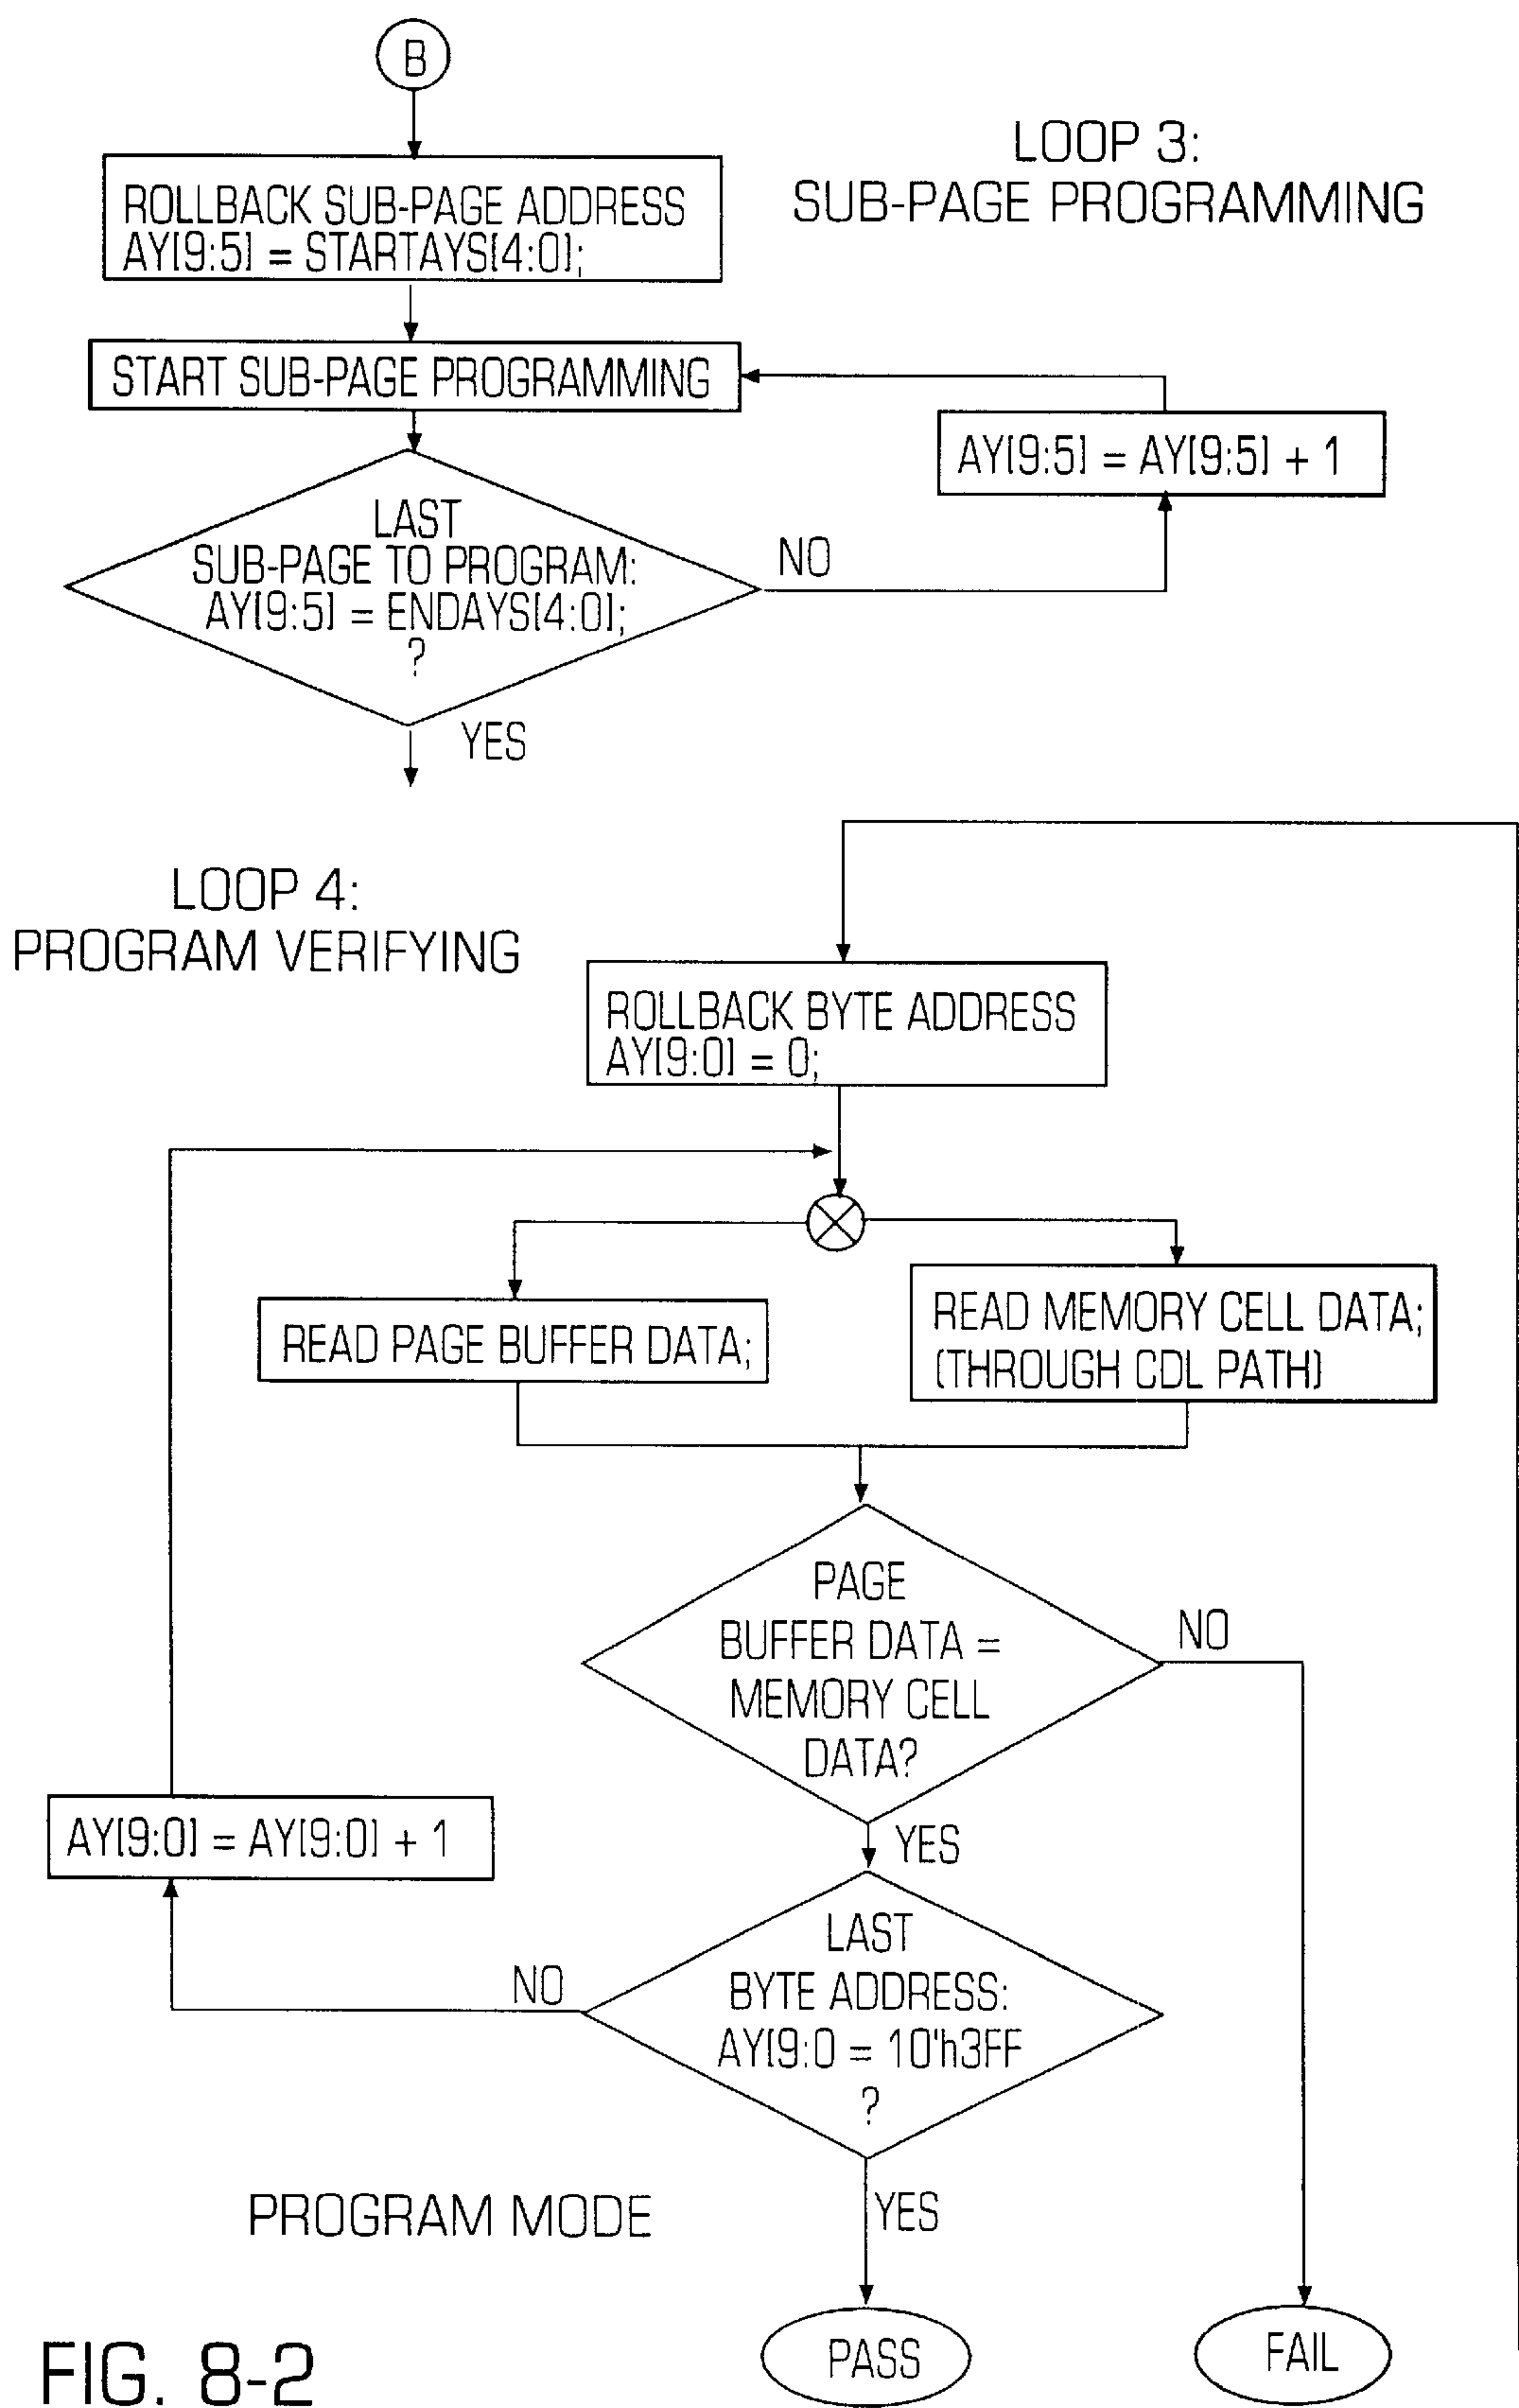 B
LOOP 3:
SUB-PAGE PROGRAMMING
ROLLBACK SUB-PAGE ADDRESS
AY[9:5] = STARTAYS[4:0];
START SUB-PAGE PROGRAMMING
AY[9:5] = AY[9:5] + 1
LAST
SUB-PAGE TO PROGRAM:
AY[9:5] = ENDAYS[4:0];
?
NO
YES
LOOP 4:
PROGRAM VERIFYING
ROLLBACK BYTE ADDRESS
AY[9:0] = 0;
READ PAGE BUFFER DATA;
READ MEMORY CELL DATA;
(THROUGH CDL PATH)
PAGE
BUFFER DATA =
MEMORY CELL
DATA?
NO
YES
AY[9:0] = AY[9:0] + 1
LAST
BYTE ADDRESS:
AY[9:0 = 10'h3FF
?
NO
YES
PROGRAM MODE
PASS
FAIL
FIG. 8-2